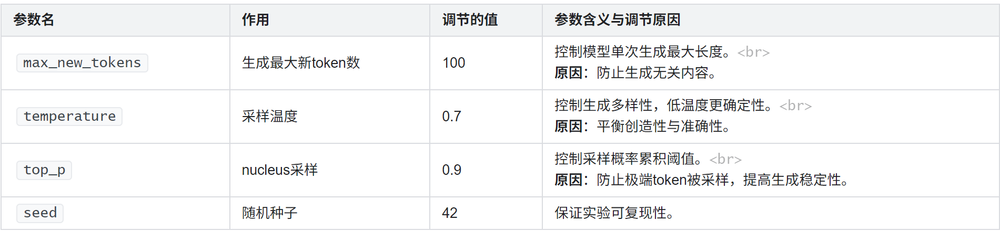 参数名 作用 调节的值 参数含义与调节原因
max_new_tokens 生成最大新token数 100 控制模型单次生成最大长度。<br>
原因：防止生成无关内容。
temperature 采样温度 0.7 控制生成多样性，低温度更确定性。<br>
原因：平衡创造性与准确性。
top_p nucleus采样 0.9 控制采样概率累积阈值。<br>
原因：防止极端token被采样，提高生成稳定性。
seed 随机种子 42 保证实验可复现性。